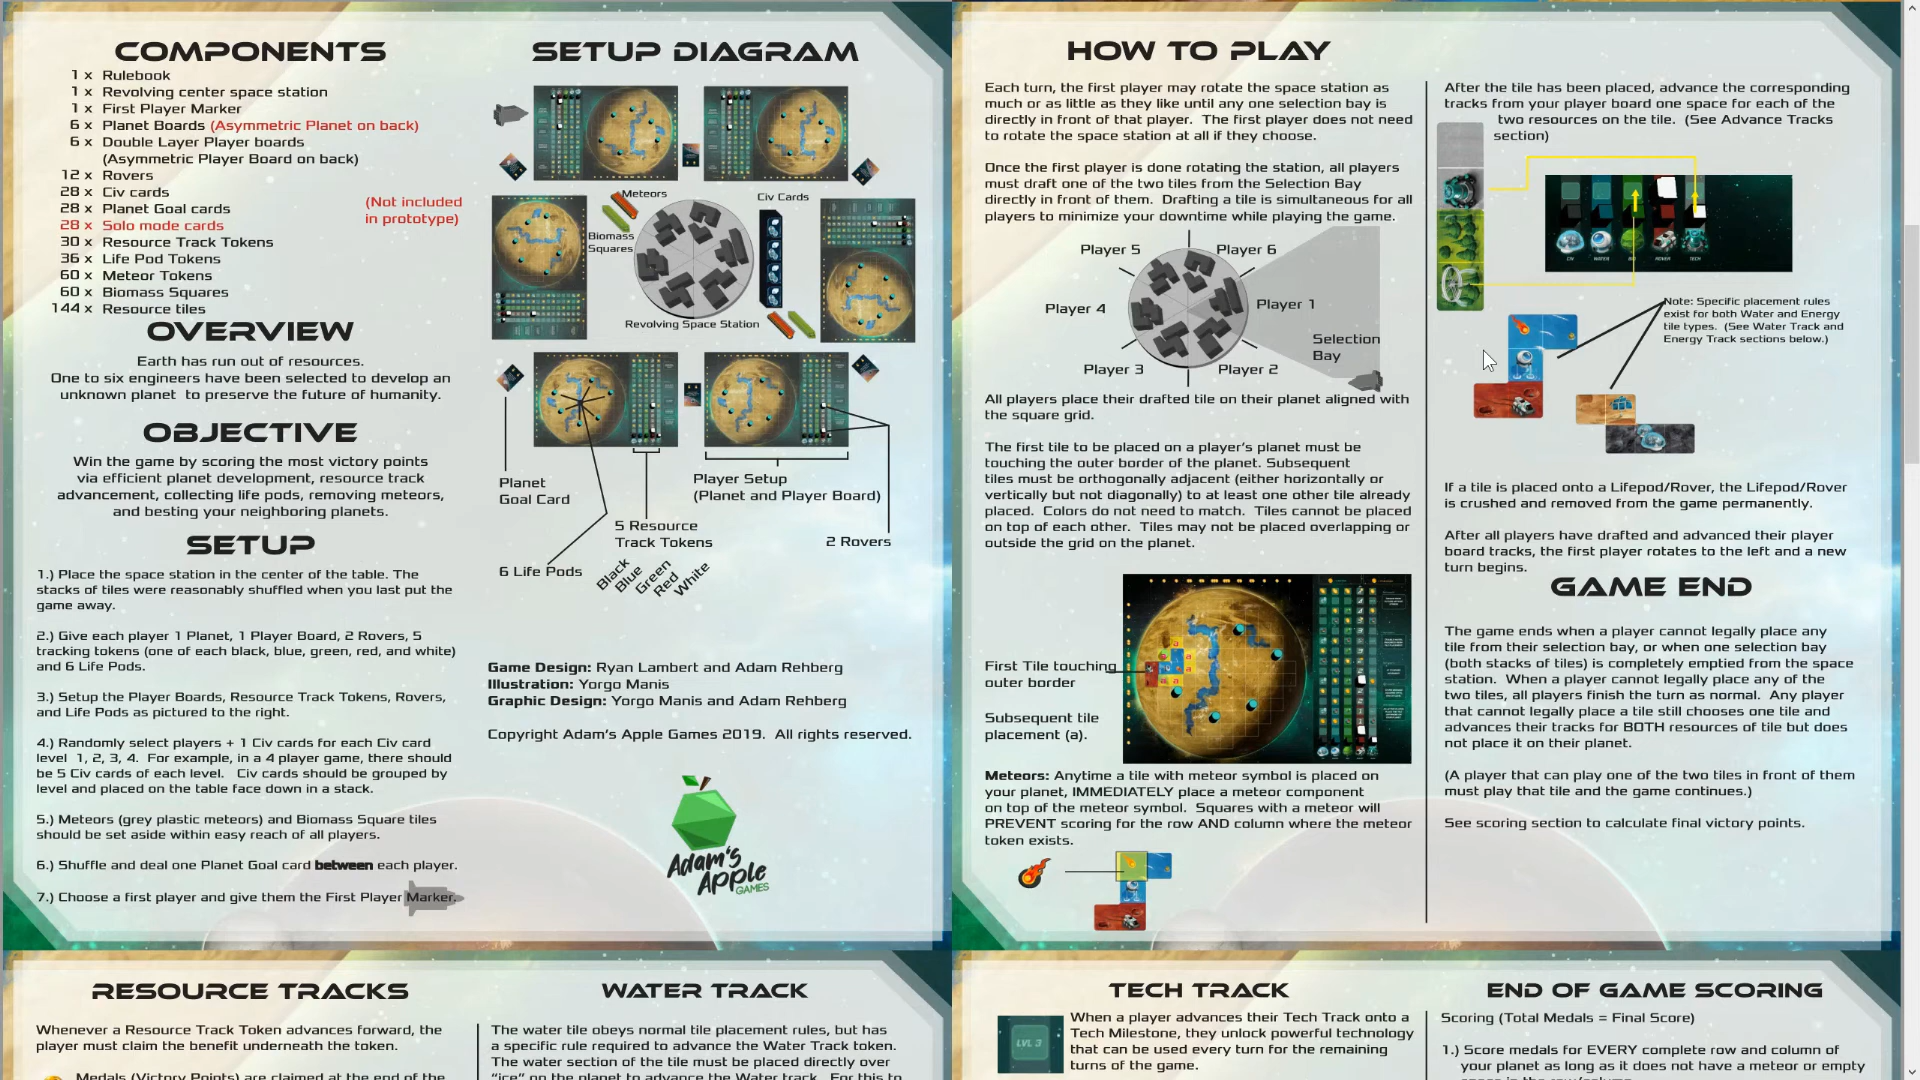 COMPONENTS
1 x Rulebook
1 x Revolving center space station
1 x First Player Marker
6 x Planet Boards (Asymmetric Planet on back)
6 x Double Layer Player boards
(Asymmetric Player Board on back)
12 x Rovers
28 x Civ cards
28 x Planet Goal cards
28 x Solo mode cards
(Not included
in prototype)
30 x Resource Track Tokens
36 x Life Pod Tokens
60 x Meteor Tokens
60 x Biomass Squares
144 x Resource tiles
OVERVIEW
Earth has run out of resources.
One to six engineers have been selected to develop an
unknown planet to preserve the future of humanity.
OBJECTIVE
Win the game by scoring the most victory points
via efficient planet development, resource track
advancement, collecting life pods, removing meteors,
and besting your neighboring planets.
SETUP
1.) Place the space station in the center of the table. The
stacks of tiles were reasonably shuffled when you last put the
game away.
2.) Give each player 1 Planet, 1 Player Board, 2 Rovers, 5
tracking tokens (one of each black, blue, green, red, and white)
and 6 Life Pods.
3.) Setup the Player Boards, Resource Track Tokens, Rovers,
and Life Pods as pictured to the right.
4.) Randomly select players + 1 Civ cards for each Civ card
level 1, 2, 3, 4. For example, in a 4 player game, there should
be 5 Civ cards of each level. Civ cards should be grouped by
level and placed on the table face down in a stack.
5.) Meteors (grey plastic meteors) and Biomass Square tiles
should be set aside within easy reach of all players.
6.) Shuffle and deal one Planet Goal card between each player.
7.) Choose a first player and give them the First Player Marker.
SETUP DIAGRAM
Meteors
Civ Cards
Biomass
Squares
Revolving Space Station
Planet
Goal Card
Player Setup
(Planet and Player Board)
5 Resource
Track Tokens
2 Rovers
6 Life Pods
Black
Blue
Green
Red
White
Game Design: Ryan Lambert and Adam Rehberg
Illustration: Yorgo Manis
Graphic Design: Yorgo Manis and Adam Rehberg
Copyright Adam's Apple Games 2019. All rights reserved.
Adam's
Apple
GAMES
HOW TO PLAY
Each turn, the first player may rotate the space station as
much or as little as they like until any one selection bay is
directly in front of that player. The first player does not need
to rotate the space station at all if they choose.
Once the first player is done rotating the station, all players
must draft one of the two tiles from the Selection Bay
directly in front of them. Drafting a tile is simultaneous for all
players to minimize your downtime while playing the game.
Player 5
Player 6
Player 4
Player 1
Selection
Bay
Player 3
Player 2
All players place their drafted tile on their planet aligned with
the square grid.
The first tile to be placed on a player's planet must be
touching the outer border of the planet. Subsequent
tiles must be orthogonally adjacent (either horizontally or
vertically but not diagonally) to at least one other tile already
placed. Colors do not need to match. Tiles cannot be placed
on top of each other. Tiles may not be placed overlapping or
outside the grid on the planet.
First Tile touching
outer border
Subsequent tile
placement (a).
Meteors: Anytime a tile with meteor symbol is placed on
your planet, IMMEDIATELY place a meteor component
on top of the meteor symbol. Squares with a meteor will
PREVENT scoring for the row AND column where the meteor
token exists.
After the tile has been placed, advance the corresponding
tracks from your player board one space for each of the
two resources on the tile. (See Advance Tracks
section)
CIV WATER BIO ROVER TECH
Note: Specific placement rules
exist for both Water and Energy
tile types. (See Water Track and
Energy Track sections below.)
If a tile is placed onto a Lifepod/Rover, the Lifepod/Rover
is crushed and removed from the game permanently.
After all players have drafted and advanced their player
board tracks, the first player rotates to the left and a new
turn begins.
GAME END
The game ends when a player cannot legally place any
tile from their selection bay, or when one selection bay
(both stacks of tiles) is completely emptied from the space
station. When a player cannot legally place any of the
two tiles, all players finish the turn as normal. Any player
that cannot legally place a tile still chooses one tile and
advances their tracks for BOTH resources of tile but does
not place it on their planet.
(A player that can play one of the two tiles in front of them
must play that tile and the game continues.)
See scoring section to calculate final victory points.
RESOURCE TRACKS
Whenever a Resource Track Token advances forward, the
player must claim the benefit underneath the token.
Medals (Victory Points) are claimed at the end of the
WATER TRACK
The water tile obeys normal tile placement rules, but has
a specific rule required to advance the Water Track token.
The water section of the tile must be placed directly over
"ice" on the planet to advance the Water track. For this to
TECH TRACK
LVL 3
When a player advances their Tech Track onto a
Tech Milestone, they unlock powerful technology
that can be used every turn for the remaining
turns of the game.
END OF GAME SCORING
Scoring (Total Medals = Final Score)
1.) Score medals for EVERY complete row and column of
your planet as long as it does not have a meteor or empty